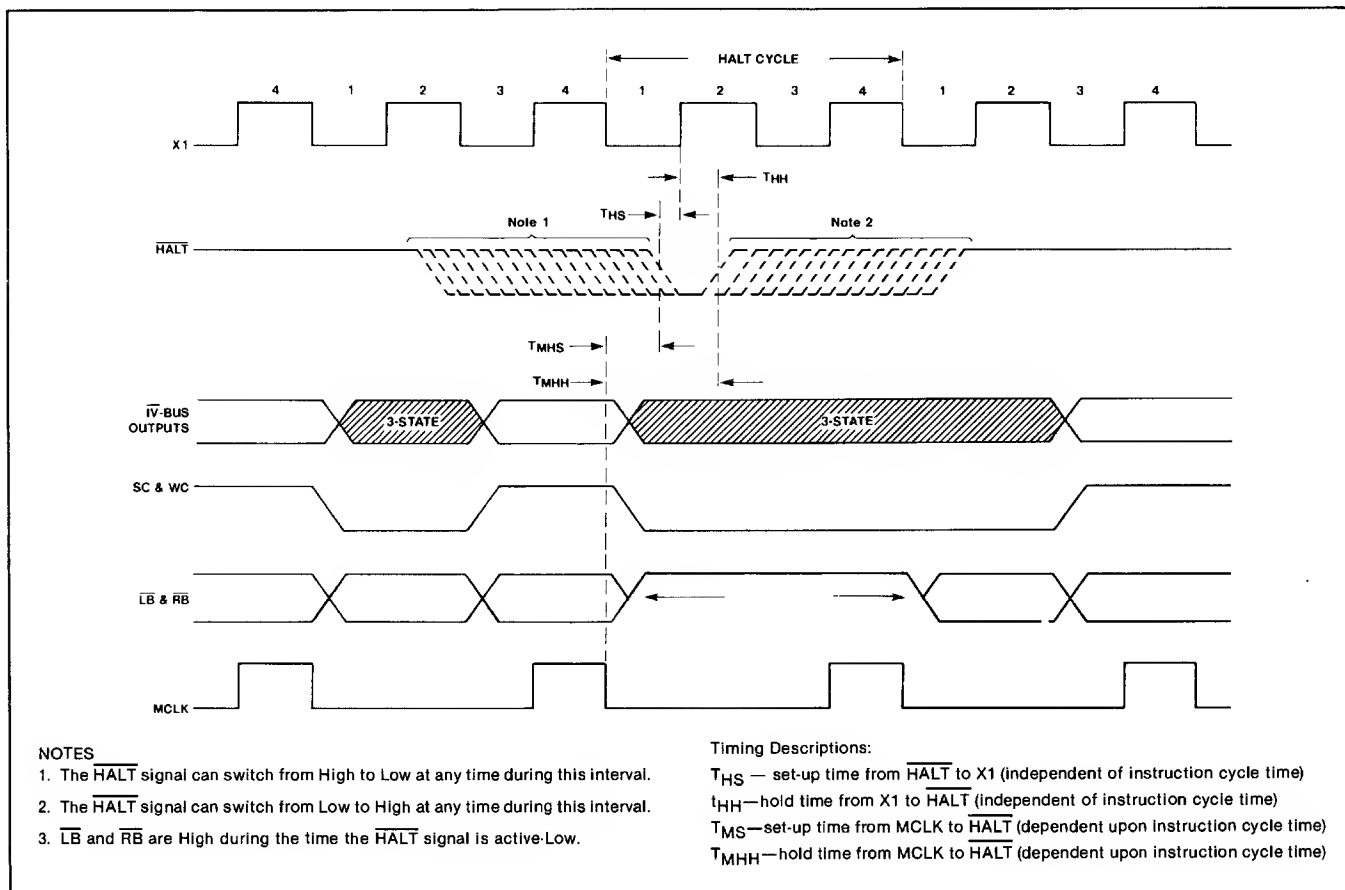 HALT CYCLE
4 1 2 3 4 1 2 3 4 1 2 3 4
X1
THH
THS
Note 1
Note 2
HALT
TMHS
TMHH
IV-BUS
OUTPUTS
3-STATE
3-STATE
SC & WC
LB & RB
MCLK
NOTES
1. The HALT signal can switch from High to Low at any time during this interval.
2. The HALT signal can switch from Low to High at any time during this interval.
3. LB and RB are High during the time the HALT signal is active-Low.
Timing Descriptions:
THS — set-up time from HALT to X1 (independent of instruction cycle time)
tHH—hold time from X1 to HALT (independent of instruction cycle time)
TMS—set-up time from MCLK to HALT (dependent upon instruction cycle time)
TMHH—hold time from MCLK to HALT (dependent upon instruction cycle time)